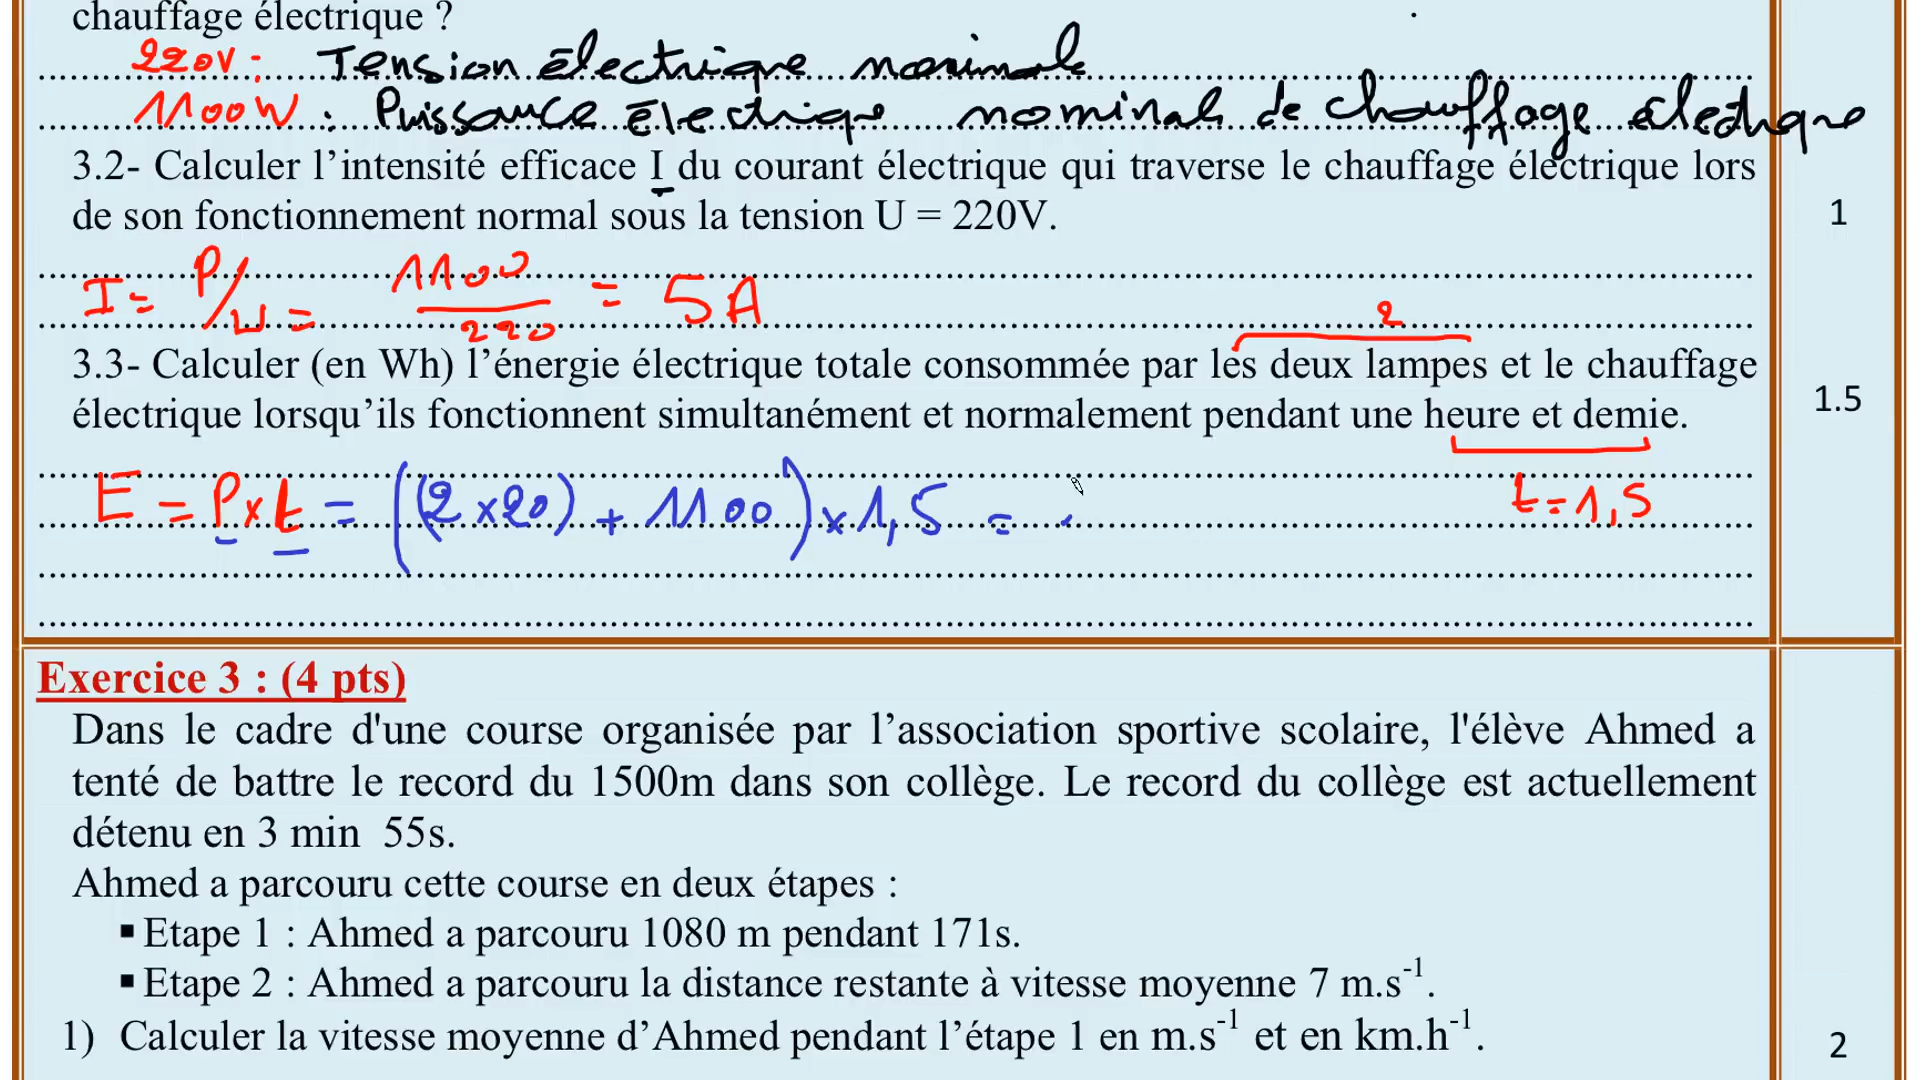 chauffage électrique ?
220V : Tension électrique nominale
1100W : Puissance électrique nominale de chauffage électrique
3.2- Calculer l’intensité efficace I du courant électrique qui traverse le chauffage électrique lors
de son fonctionnement normal sous la tension U = 220V.
1
I = P/U = 1100/220 = 5A
2
3.3- Calculer (en Wh) l’énergie électrique totale consommée par les deux lampes et le chauffage
électrique lorsqu’ils fonctionnent simultanément et normalement pendant une heure et demie.
1.5
E = P×t = ((2×20) + 1100) × 1,5 =
t = 1,5
Exercice 3 : (4 pts)
Dans le cadre d'une course organisée par l’association sportive scolaire, l'élève Ahmed a
tenté de battre le record du 1500m dans son collège. Le record du collège est actuellement
détenu en 3 min 55s.
Ahmed a parcouru cette course en deux étapes :
▪ Etape 1 : Ahmed a parcouru 1080 m pendant 171s.
▪ Etape 2 : Ahmed a parcouru la distance restante à vitesse moyenne 7 m.s⁻¹.
1) Calculer la vitesse moyenne d’Ahmed pendant l’étape 1 en m.s⁻¹ et en km.h⁻¹.
2